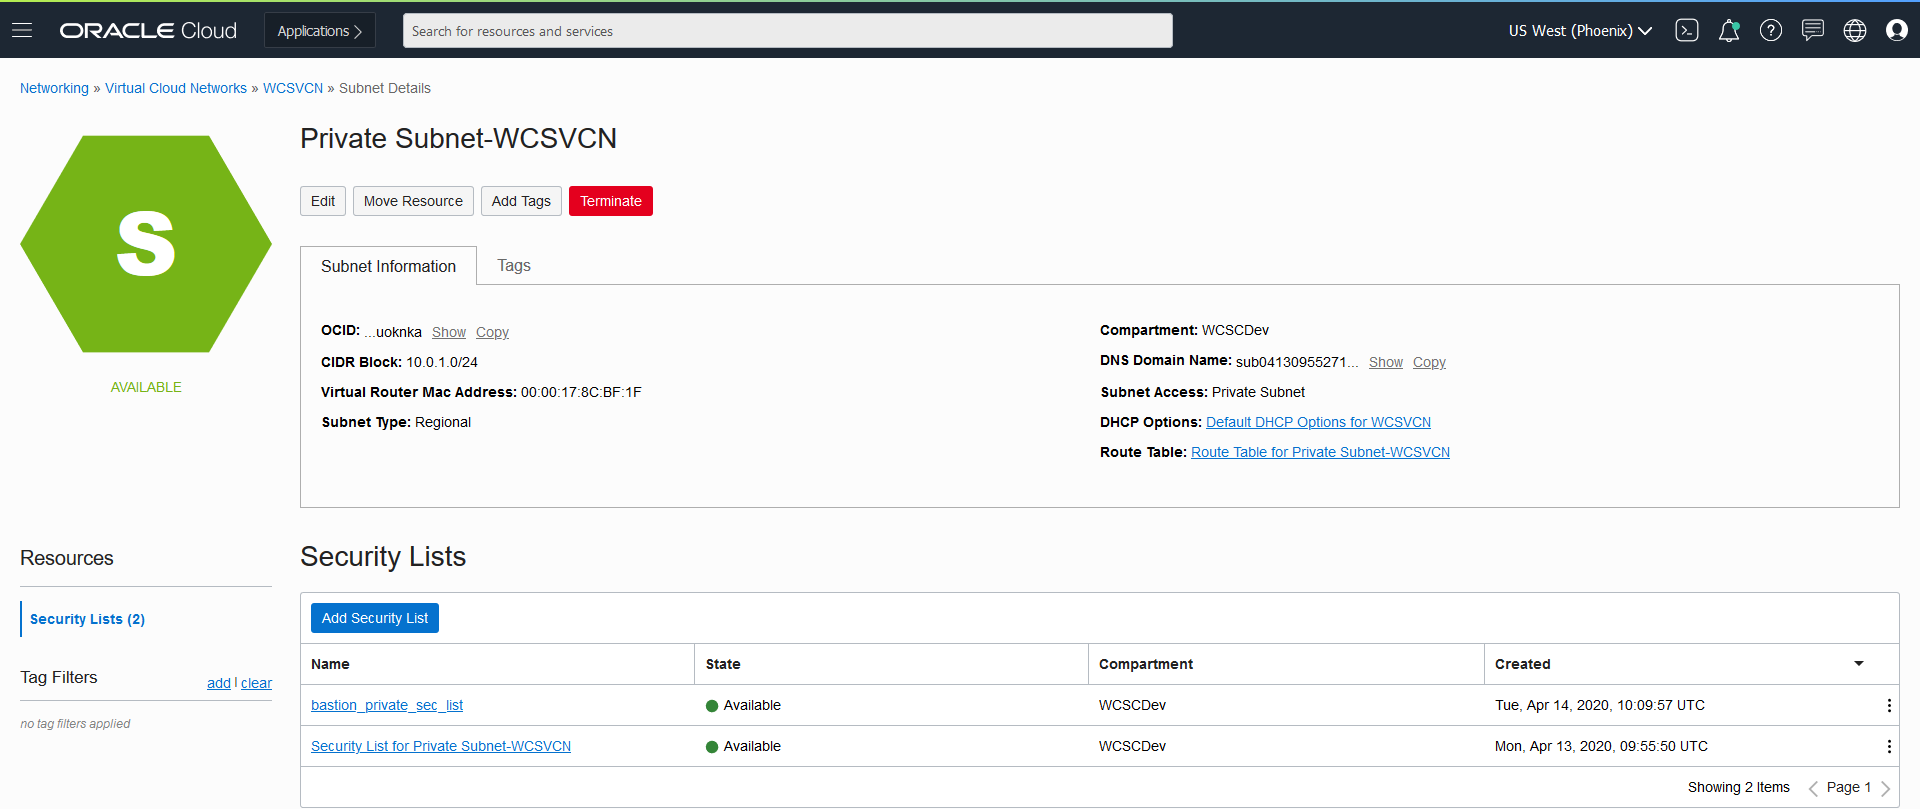 ORACLE Cloud
Applications
Search for resources and services
US West (Phoenix)
Networking » Virtual Cloud Networks » WCSVCN » Subnet Details
S
AVAILABLE
Private Subnet-WCSVCN
Edit
Move Resource
Add Tags
Terminate
Subnet Information
Tags
OCID: ...uoknka Show Copy
CIDR Block: 10.0.1.0/24
Virtual Router Mac Address: 00:00:17:8C:BF:1F
Subnet Type: Regional
Compartment: WCSCDev
DNS Domain Name: sub04130955271... Show Copy
Subnet Access: Private Subnet
DHCP Options: Default DHCP Options for WCSVCN
Route Table: Route Table for Private Subnet-WCSVCN
Resources
Security Lists (2)
Tag Filters
add | clear
no tag filters applied
Security Lists
Add Security List
Name State Compartment Created
bastion_private_sec_list Available WCSCDev Tue, Apr 14, 2020, 10:09:57 UTC
Security List for Private Subnet-WCSVCN Available WCSCDev Mon, Apr 13, 2020, 09:55:50 UTC
Showing 2 Items Page 1